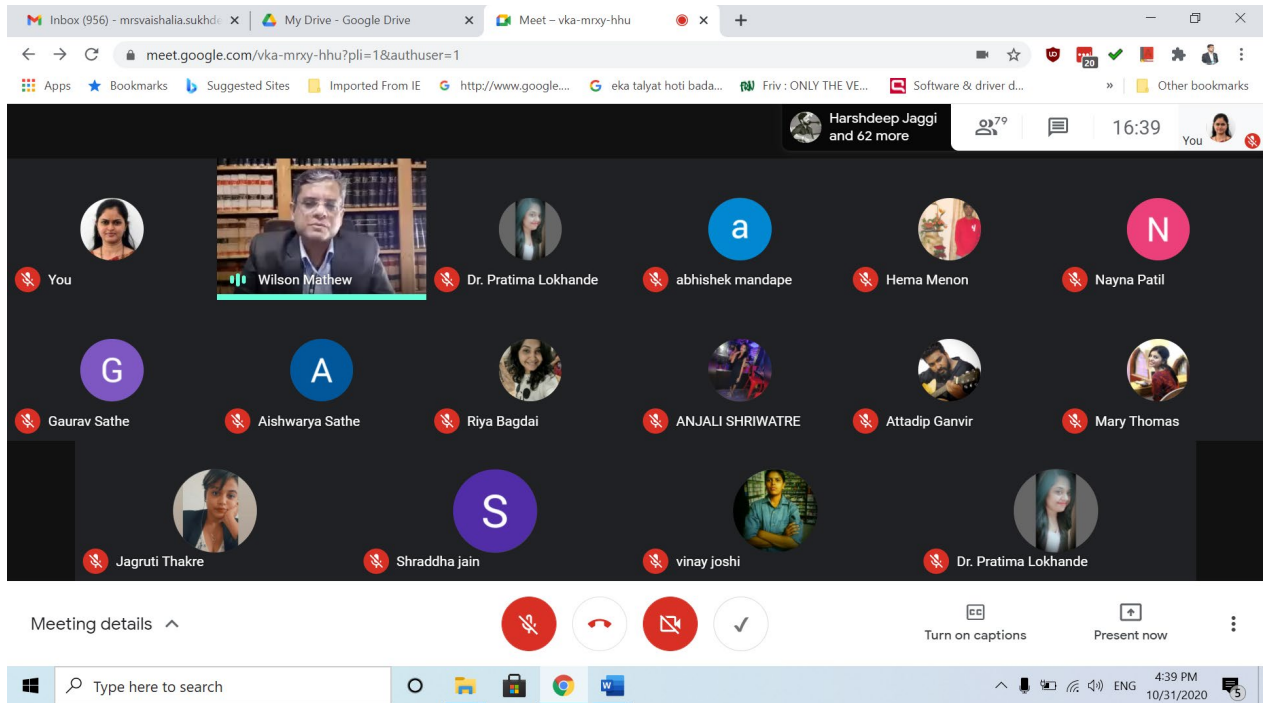 Inbox (956) - mrsvaishalia.sukhde
My Drive - Google Drive
Meet – vka-mrxy-hhu
meet.google.com/vka-mrxy-hhu?pli=1&authuser=1
20
Apps Bookmarks Suggested Sites Imported From IE http://www.google.... eka talyat hoti bada... Friv : ONLY THE VE... Software & driver d... » Other bookmarks
Harshdeep Jaggi
and 62 more
79
16:39
You
You
Wilson Mathew
Dr. Pratima Lokhande
a
abhishek mandape
Hema Menon
N
Nayna Patil
G
Gaurav Sathe
A
Aishwarya Sathe
Riya Bagdai
ANJALI SHRIWATRE
Attadip Ganvir
Mary Thomas
Jagruti Thakre
S
Shraddha jain
vinay joshi
Dr. Pratima Lokhande
Meeting details
CC
Turn on captions
Present now
Type here to search
ENG
4:39 PM
10/31/2020
5